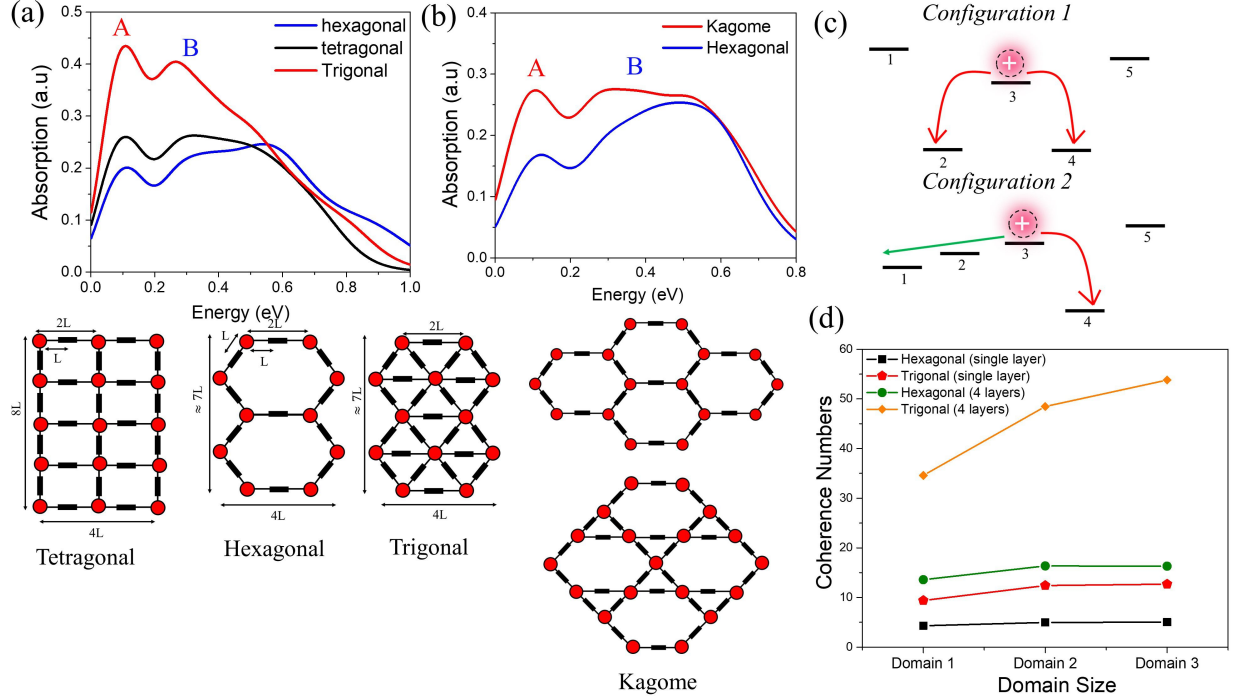 (a)
A
B
hexagonal
tetragonal
Trigonal
Absorption (a.u)
0.5
0.4
0.3
0.2
0.1
0.0
0.0 0.2 0.4 0.6 0.8 1.0
Energy (eV)
(b)
A
B
Kagome
Hexagonal
Absorption (a.u)
0.4
0.3
0.2
0.1
0.0
0.0 0.2 0.4 0.6 0.8
Energy (eV)
(c)
Configuration 1
1
+
3
5
2
4
Configuration 2
+
1
2
3
5
4
2L
L
8L
4L
Tetragonal
2L
L
L
≈ 7L
4L
Hexagonal
2L
≈ 7L
4L
Trigonal
Kagome
(d)
Hexagonal (single layer)
Trigonal (single layer)
Hexagonal (4 layers)
Trigonal (4 layers)
Coherence Numbers
60
50
40
30
20
10
0
Domain 1 Domain 2 Domain 3
Domain Size